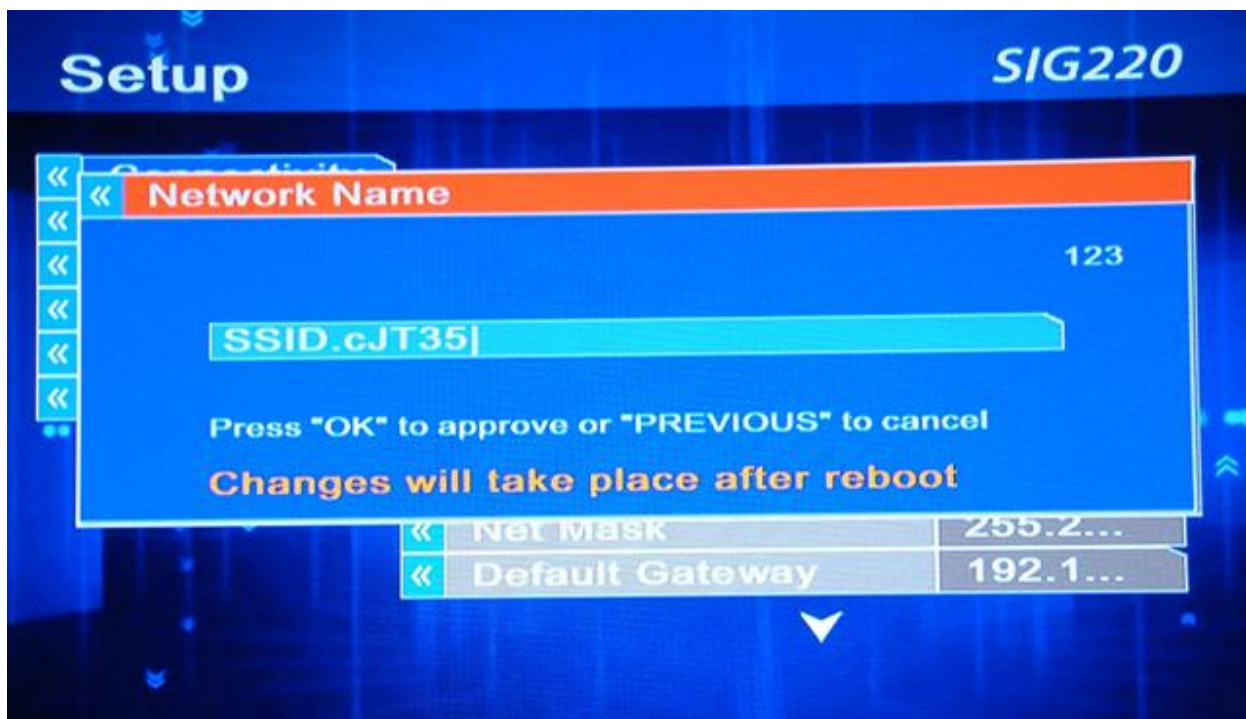 Setup
SIG220
Connectivity
Network Name
123
SSID.cJT35
Press "OK" to approve or "PREVIOUS" to cancel
Changes will take place after reboot
Net Mask 255.2...
Default Gateway 192.1...